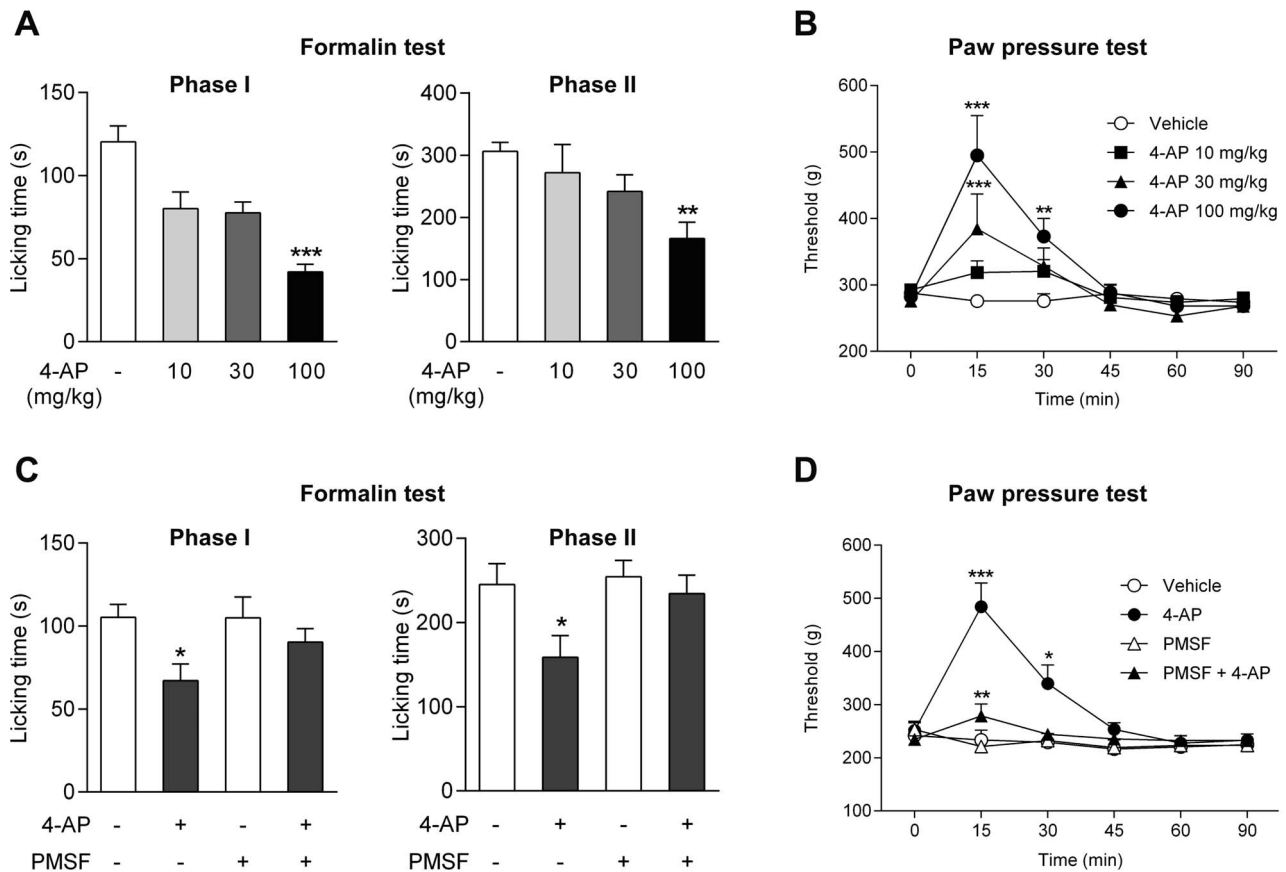 A
Formalin test
Phase I
Licking time (s)
150
100
50
0
***
4-AP - 10 30 100
(mg/kg)
Phase II
Licking time (s)
400
300
200
100
0
**
4-AP - 10 30 100
(mg/kg)
B
Paw pressure test
Threshold (g)
600
500
400
300
200
***
***
**
Vehicle
4-AP 10 mg/kg
4-AP 30 mg/kg
4-AP 100 mg/kg
0 15 30 45 60 90
Time (min)
C
Formalin test
Phase I
Licking time (s)
150
100
50
0
*
4-AP - + - +
PMSF - - + +
Phase II
Licking time (s)
300
200
100
0
*
4-AP - + - +
PMSF - - + +
D
Paw pressure test
Threshold (g)
600
500
400
300
200
100
***
*
**
Vehicle
4-AP
PMSF
PMSF + 4-AP
0 15 30 45 60 90
Time (min)